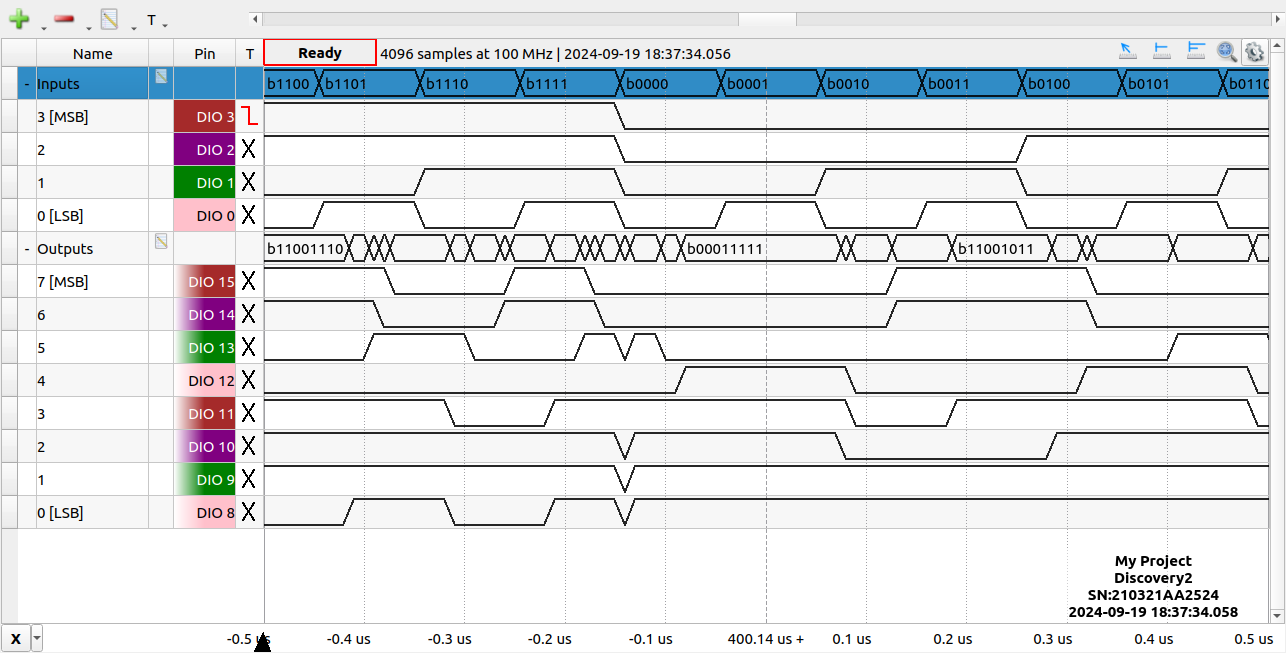 T
Name Pin T Ready 4096 samples at 100 MHz | 2024-09-19 18:37:34.056
- Inputs b1100 b1101 b1110 b1111 b0000 b0001 b0010 b0011 b0100 b0101 b0110
3 [MSB] DIO 3
2 DIO 2 X
1 DIO 1 X
0 [LSB] DIO 0 X
- Outputs b11001110 b00011111 b11001011
7 [MSB] DIO 15 X
6 DIO 14 X
5 DIO 13 X
4 DIO 12 X
3 DIO 11 X
2 DIO 10 X
1 DIO 9 X
0 [LSB] DIO 8 X
My Project
Discovery2
SN:210321AA2524
2024-09-19 18:37:34.058
X -0.5 us -0.4 us -0.3 us -0.2 us -0.1 us 400.14 us + 0.1 us 0.2 us 0.3 us 0.4 us 0.5 us